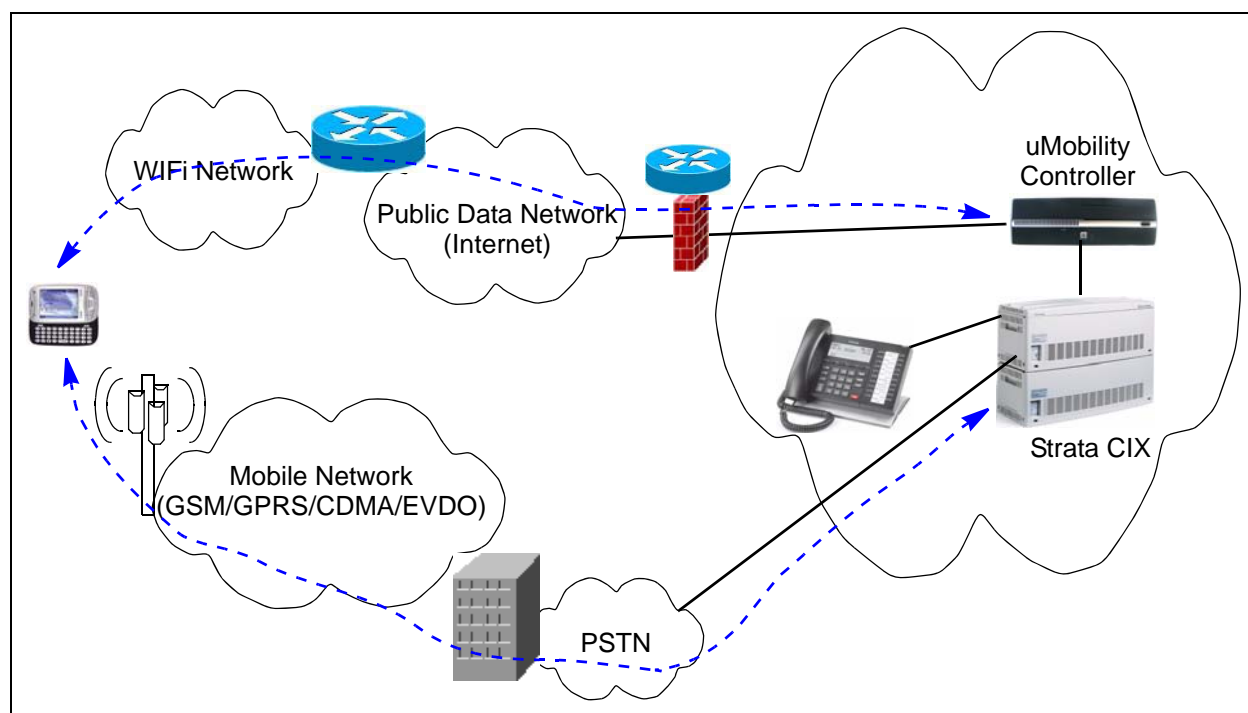 WIFi Network
Public Data Network
(Internet)
uMobility
Controller
Strata CIX
Mobile Network
(GSM/GPRS/CDMA/EVDO)
PSTN